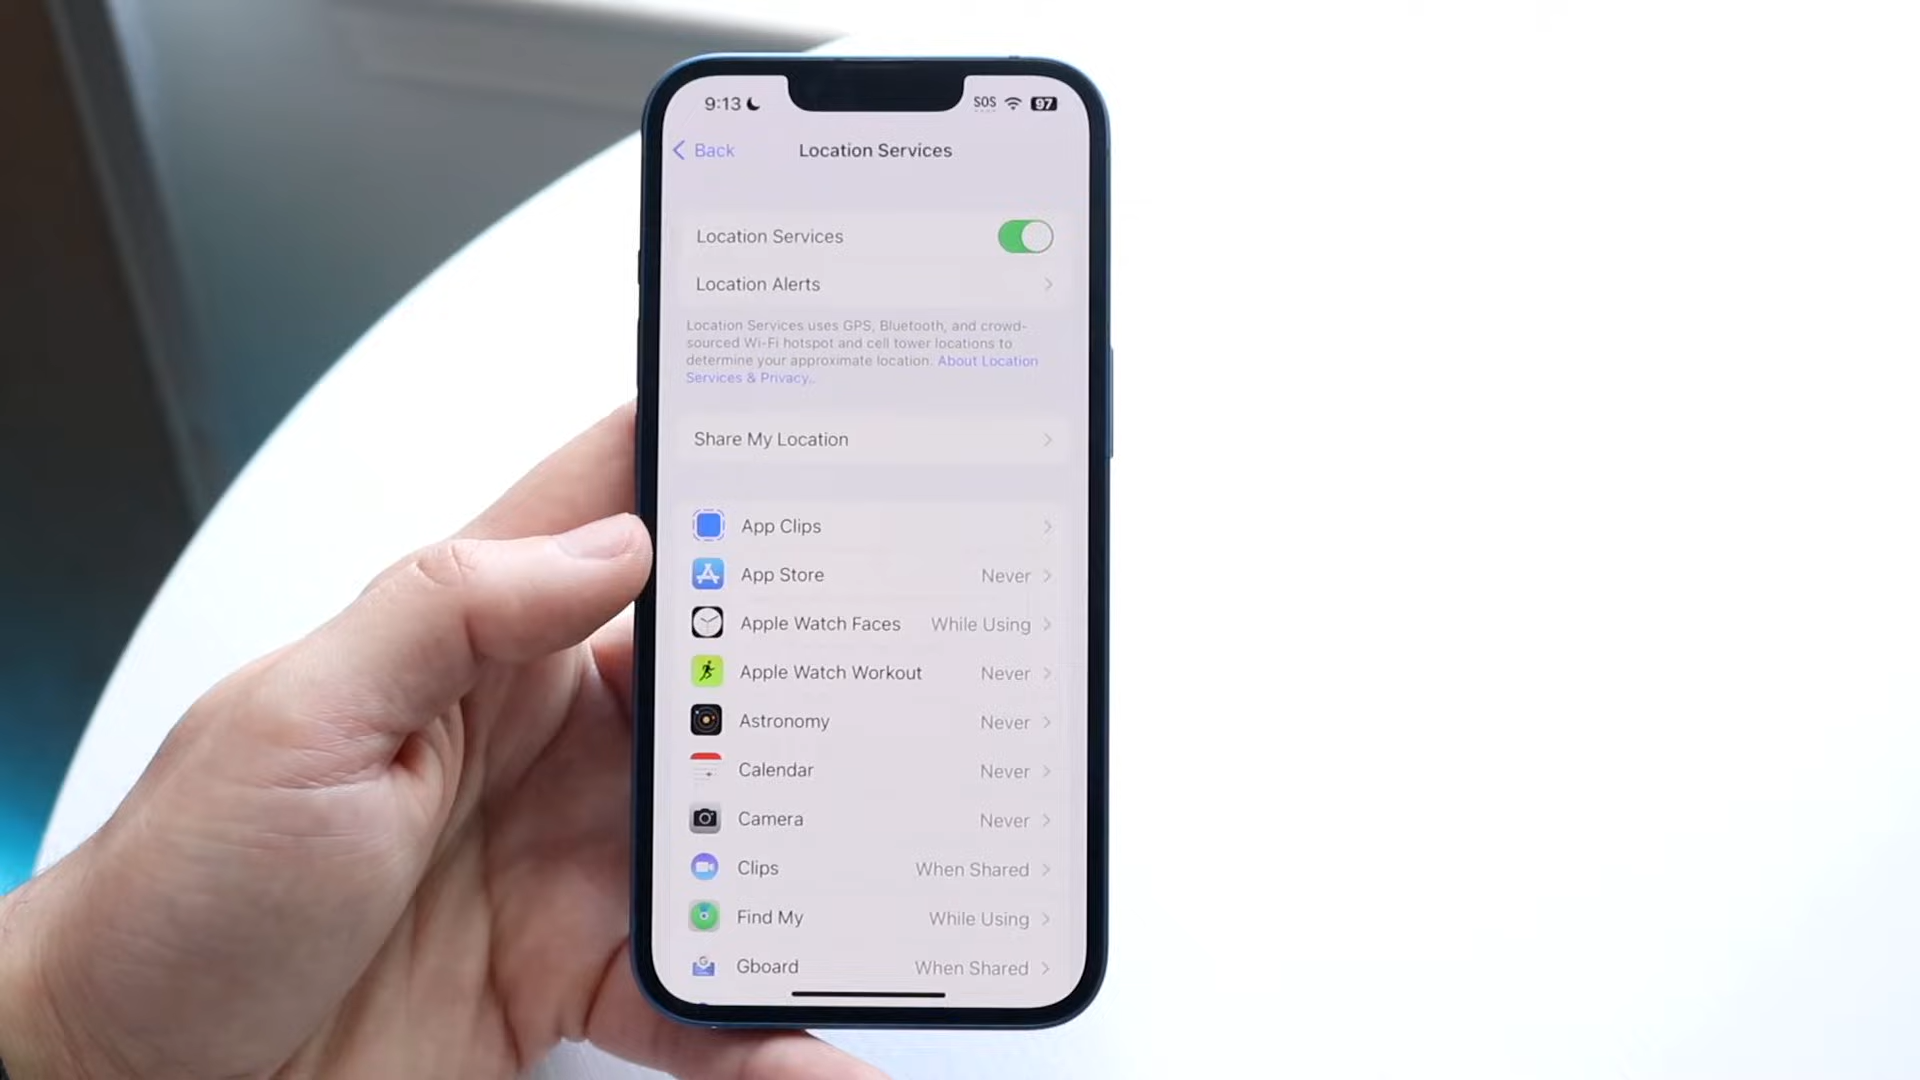 9:13
SOS
97
Back
Location Services
Location Services
Location Alerts
Location Services uses GPS, Bluetooth, and crowd-
sourced Wi-Fi hotspot and cell tower locations to
determine your approximate location. About Location
Services & Privacy..
Share My Location
App Clips
App Store Never
Apple Watch Faces While Using
Apple Watch Workout Never
Astronomy Never
Calendar Never
Camera Never
Clips When Shared
Find My While Using
Gboard When Shared